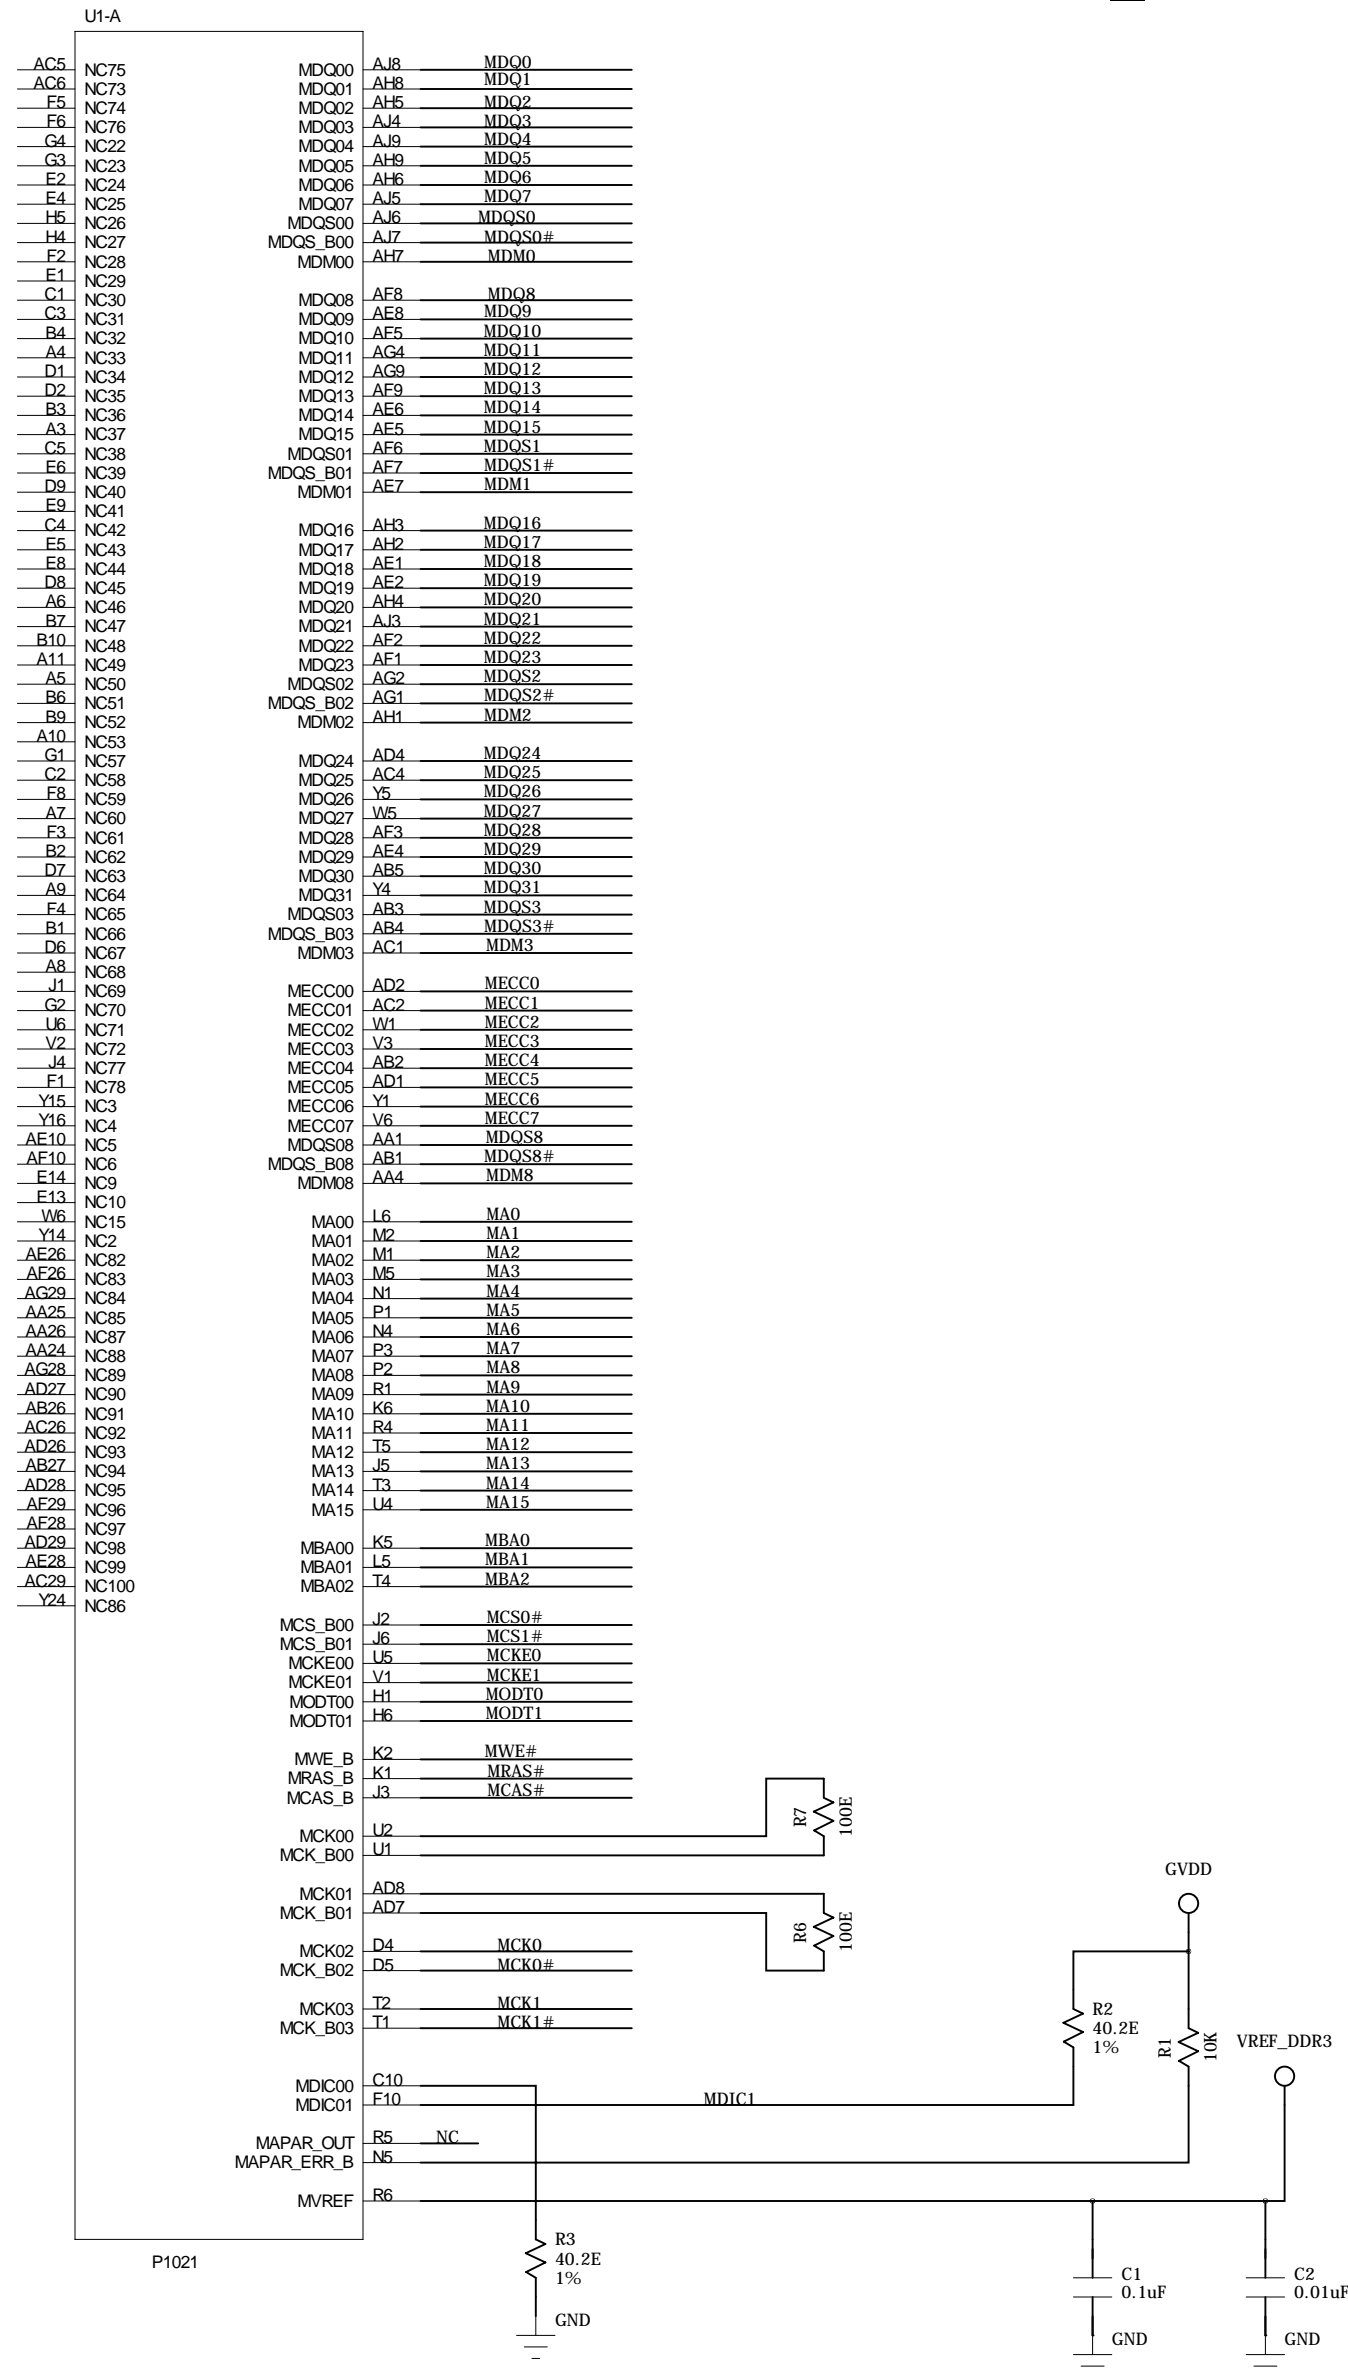 U1-A
AC5 NC75 MDQ00 AJ8 MDQ0
AC6 NC73 MDQ01 AH8 MDQ1
F5 NC74 MDQ02 AH5 MDQ2
F6 NC76 MDQ03 AJ4 MDQ3
G4 NC22 MDQ04 AJ9 MDQ4
G3 NC23 MDQ05 AH9 MDQ5
E2 NC24 MDQ06 AH6 MDQ6
E4 NC25 MDQ07 AJ5 MDQ7
H5 NC26 MDQS00 AJ6 MDQS0
H4 NC27 MDQS_B00 AJ7 MDQS0#
F2 NC28 MDM00 AH7 MDM0
E1 NC29
C1 NC30 MDQ08 AF8 MDQ8
C3 NC31 MDQ09 AE8 MDQ9
B4 NC32 MDQ10 AF5 MDQ10
A4 NC33 MDQ11 AG4 MDQ11
D1 NC34 MDQ12 AG9 MDQ12
D2 NC35 MDQ13 AF9 MDQ13
B3 NC36 MDQ14 AE6 MDQ14
A3 NC37 MDQ15 AE5 MDQ15
C5 NC38 MDQS01 AF6 MDQS1
E6 NC39 MDQS_B01 AF7 MDQS1#
D9 NC40 MDM01 AE7 MDM1
E9 NC41
C4 NC42 MDQ16 AH3 MDQ16
E5 NC43 MDQ17 AH2 MDQ17
E8 NC44 MDQ18 AE1 MDQ18
D8 NC45 MDQ19 AE2 MDQ19
A6 NC46 MDQ20 AH4 MDQ20
B7 NC47 MDQ21 AJ3 MDQ21
B10 NC48 MDQ22 AF2 MDQ22
A11 NC49 MDQ23 AF1 MDQ23
A5 NC50 MDQS02 AG2 MDQS2
B6 NC51 MDQS_B02 AG1 MDQS2#
B9 NC52 MDM02 AH1 MDM2
A10 NC53
G1 NC57 MDQ24 AD4 MDQ24
C2 NC58 MDQ25 AC4 MDQ25
F8 NC59 MDQ26 Y5 MDQ26
A7 NC60 MDQ27 W5 MDQ27
F3 NC61 MDQ28 AF3 MDQ28
B2 NC62 MDQ29 AE4 MDQ29
D7 NC63 MDQ30 AB5 MDQ30
A9 NC64 MDQ31 Y4 MDQ31
F4 NC65 MDQS03 AB3 MDQS3
B1 NC66 MDQS_B03 AB4 MDQS3#
D6 NC67 MDM03 AC1 MDM3
A8 NC68
J1 NC69 MECC00 AD2 MECC0
G2 NC70 MECC01 AC2 MECC1
U6 NC71 MECC02 W1 MECC2
V2 NC72 MECC03 V3 MECC3
J4 NC77 MECC04 AB2 MECC4
F1 NC78 MECC05 AD1 MECC5
Y15 NC3 MECC06 Y1 MECC6
Y16 NC4 MECC07 V6 MECC7
AE10 NC5 MDQS08 AA1 MDQS8
AF10 NC6 MDQS_B08 AB1 MDQS8#
E14 NC9 MDM08 AA4 MDM8
E13 NC10
W6 NC15 MA00 L6 MA0
Y14 NC2 MA01 M2 MA1
AE26 NC82 MA02 M1 MA2
AF26 NC83 MA03 M5 MA3
AG29 NC84 MA04 N1 MA4
AA25 NC85 MA05 P1 MA5
AA26 NC87 MA06 N4 MA6
AA24 NC88 MA07 P3 MA7
AG28 NC89 MA08 P2 MA8
AD27 NC90 MA09 R1 MA9
AB26 NC91 MA10 K6 MA10
AC26 NC92 MA11 R4 MA11
AD26 NC93 MA12 T5 MA12
AB27 NC94 MA13 J5 MA13
AD28 NC95 MA14 T3 MA14
AF29 NC96 MA15 U4 MA15
AF28 NC97
AD29 NC98 MBA00 K5 MBA0
AE28 NC99 MBA01 L5 MBA1
AC29 NC100 MBA02 T4 MBA2
Y24 NC86
MCS_B00 J2 MCS0#
MCS_B01 J6 MCS1#
MCKE00 U5 MCKE0
MCKE01 V1 MCKE1
MODT00 H1 MODT0
MODT01 H6 MODT1
MWE_B K2 MWE#
MRAS_B K1 MRAS#
MCAS_B J3 MCAS#
R7 100E
MCK00 U2
MCK_B00 U1
GVDD
MCK01 AD8
MCK_B01 AD7
R6 100E
MCK02 D4 MCK0
MCK_B02 D5 MCK0#
MCK03 T2 MCK1
MCK_B03 T1 MCK1#
R2
40.2E
1%
R1 10K
VREF_DDR3
MDIC00 C10
MDIC01 F10 MDIC1
MAPAR_OUT R5 NC
MAPAR_ERR_B N5
MVREF R6
P1021
R3
40.2E
1%
GND
C1
0.1uF
GND
C2
0.01uF
GND